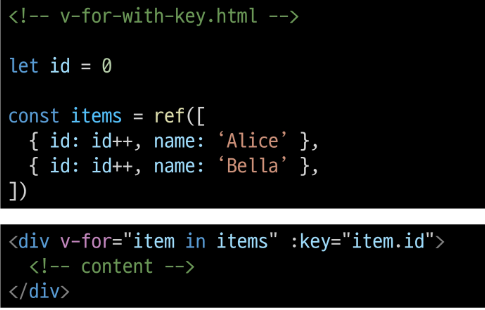 <!-- v-for-with-key.html -->
let id = 0
const items = ref([
{ id: id++, name: ‘Alice’ },
{ id: id++, name: ‘Bella’ },
])
<div v-for="item in items" :key="item.id">
<!-- content -->
</div>